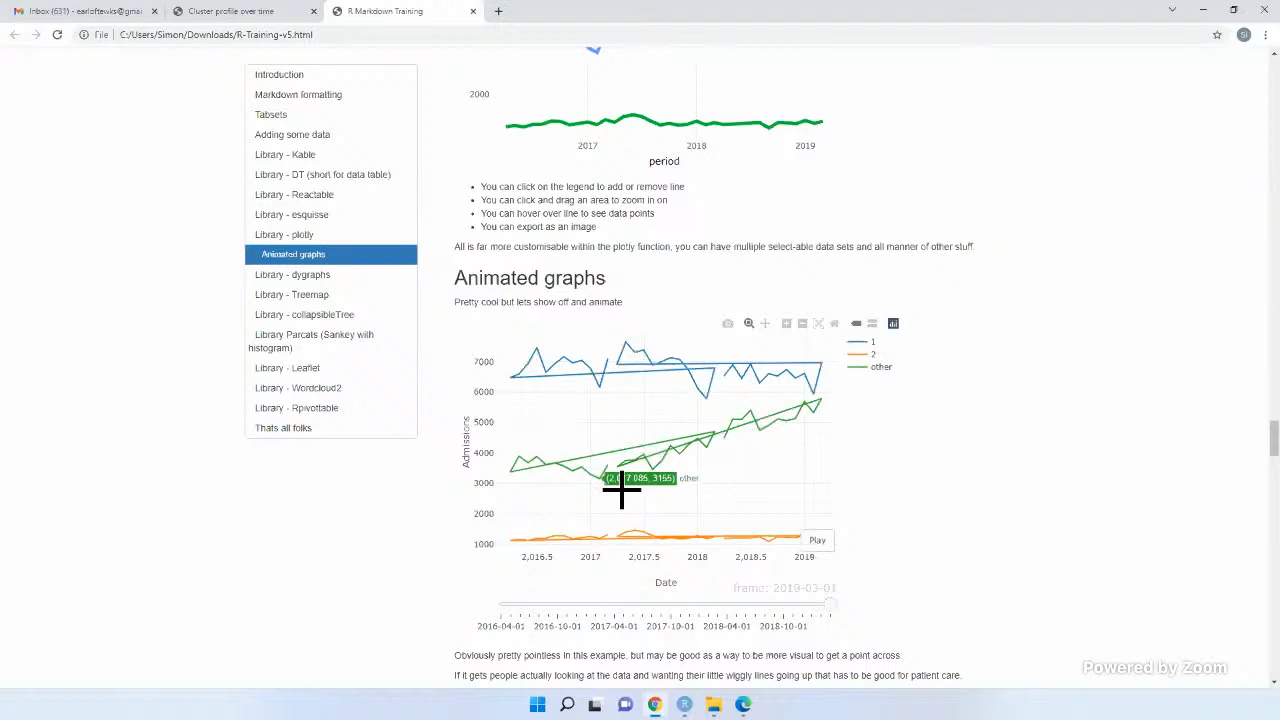 Inbox (631) - earloftewks@gmai
Cluster profile over time
R Markdown Training
File
C:/Users/Simon/Downloads/R-Training-v5.html
Si
Introduction
Markdown formatting
Tabsets
Adding some data
Library - Kable
Library - DT (short for data table)
Library - Reactable
Library - esquisse
Library - plotly
Animated graphs
Library - dygraphs
Library - Treemap
Library - collapsibleTree
Library Parcats (Sankey with
histogram)
Library - Leaflet
Library - Wordcloud2
Library - Rpivottable
Thats all folks
2000
2017 2018 2019
period
You can click on the legend to add or remove line
You can click and drag an area to zoom in on
You can hover over line to see data points
You can export as an image
All is far more customisable within the plotly function, you can have multiple select-able data sets and all manner of other stuff.
Animated graphs
Pretty cool but lets show off and animate
1
2
other
7000
6000
5000
4000
3000
2000
1000
Admissions
3155) other
Play
2,016.5 2017 2,017.5 2018 2,018.5 2019
Date
frame: 2019-03-01
2016-04-01 2016-10-01 2017-04-01 2017-10-01 2018-04-01 2018-10-01
Obviously pretty pointless in this example, but may be good as a way to be more visual to get a point across.
If it gets people actually looking at the data and wanting their little wiggly lines going up that has to be good for patient care.
Powered by Zoom